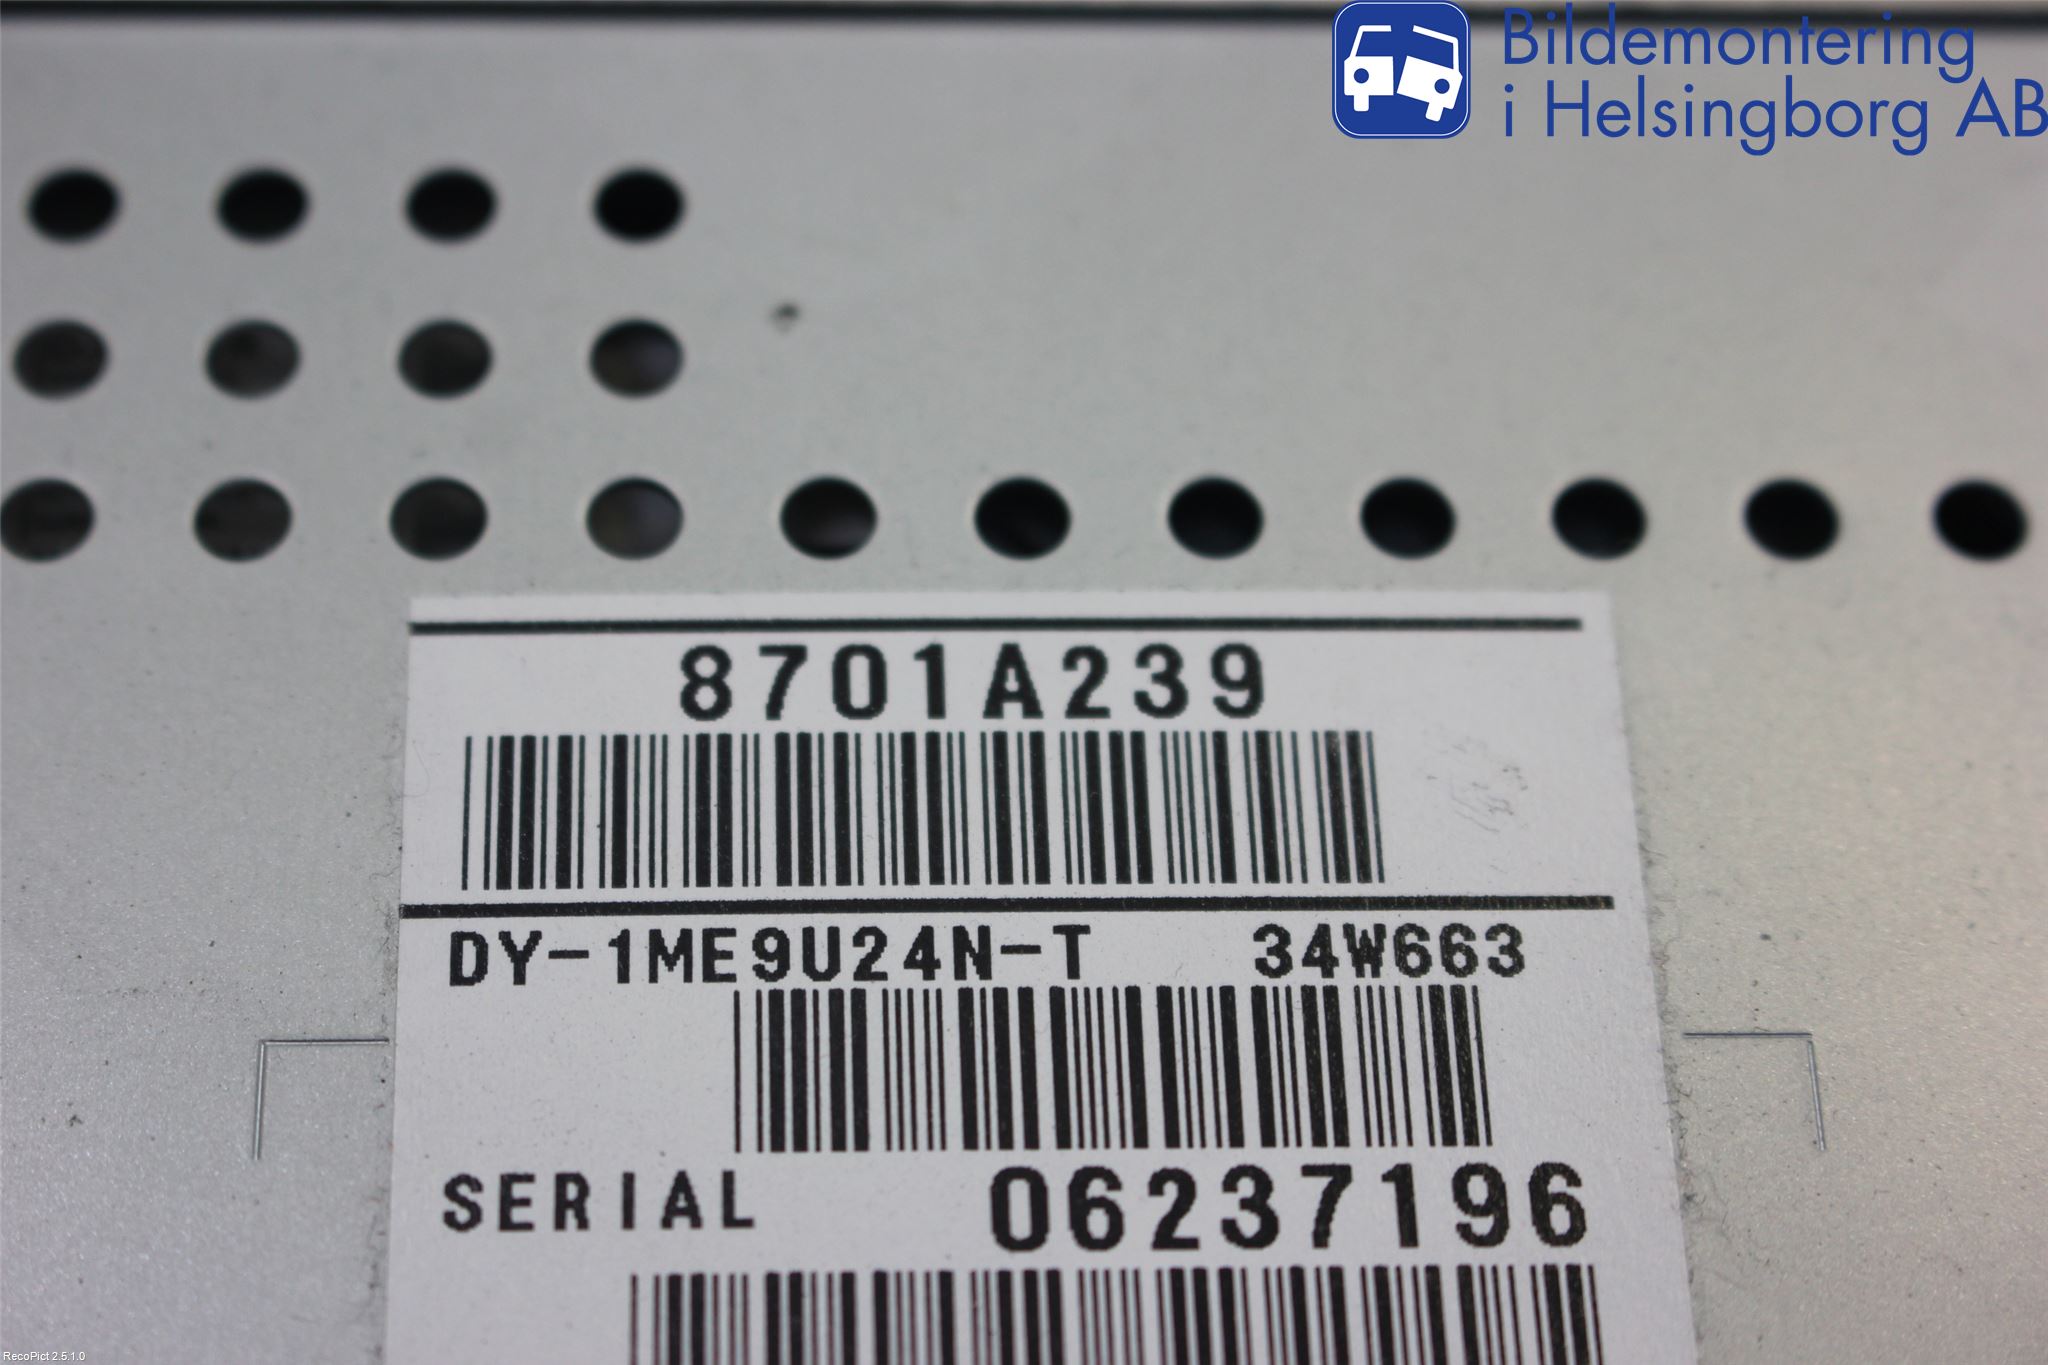 Bildemontering
i Helsingborg AB
8701A239
DY-1ME9U24N-T 34W663
SERIAL 06237196
RecoPict 2.5.1.0